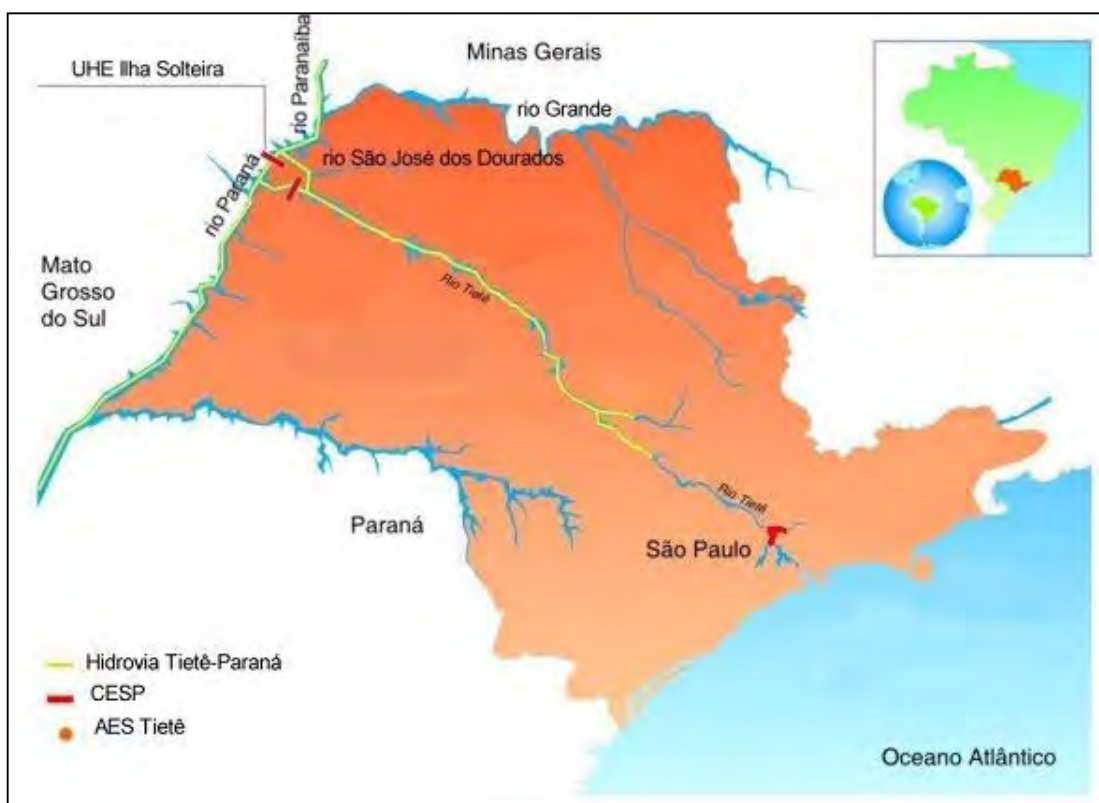 Minas Gerais
UHE Ilha Solteira
rio Paranaíba
rio Grande
rio São José dos Dourados
rio Paraná
Mato
Grosso
do Sul
Rio Tietê
Rio Tietê
Paraná
São Paulo
Hidrovia Tietê-Paraná
CESP
AES Tietê
Oceano Atlântico